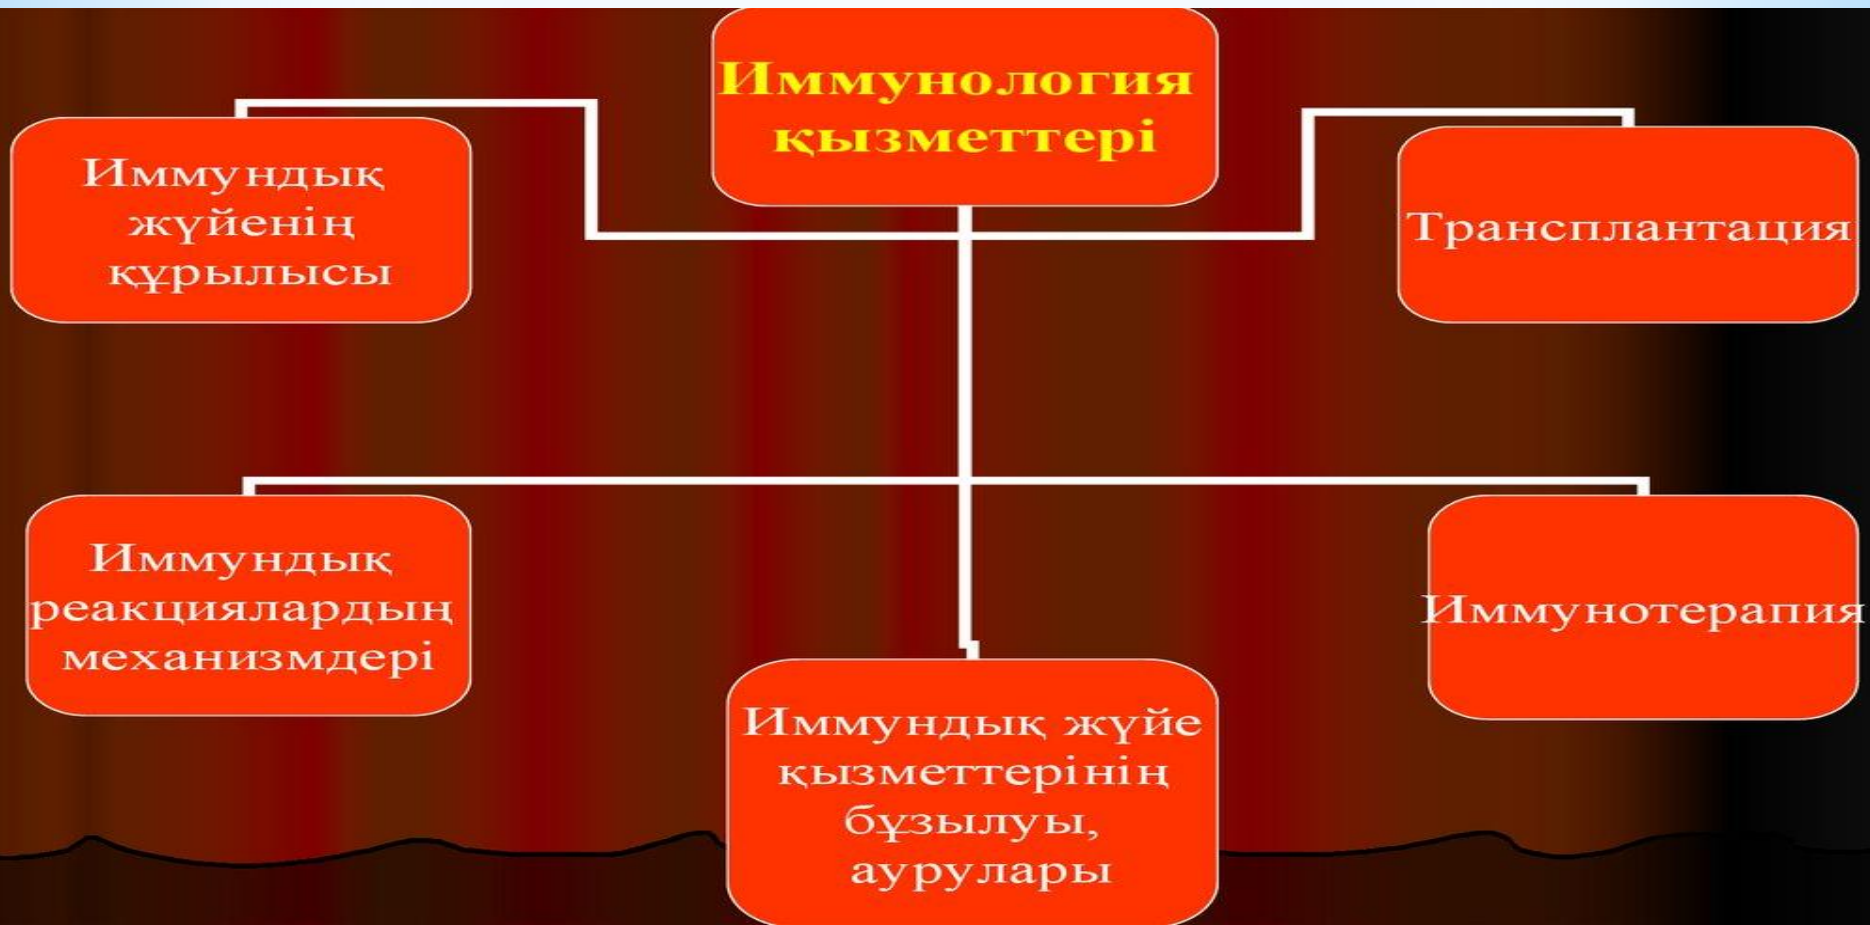 Иммунология
қызметтері
Иммундық
жүйенің
құрылысы
Трансплантация
Иммундық
реакциялардың
механизмдері
Иммунотерапия
Иммундық жүйе
қызметтерінің
бұзылуы,
аурулары